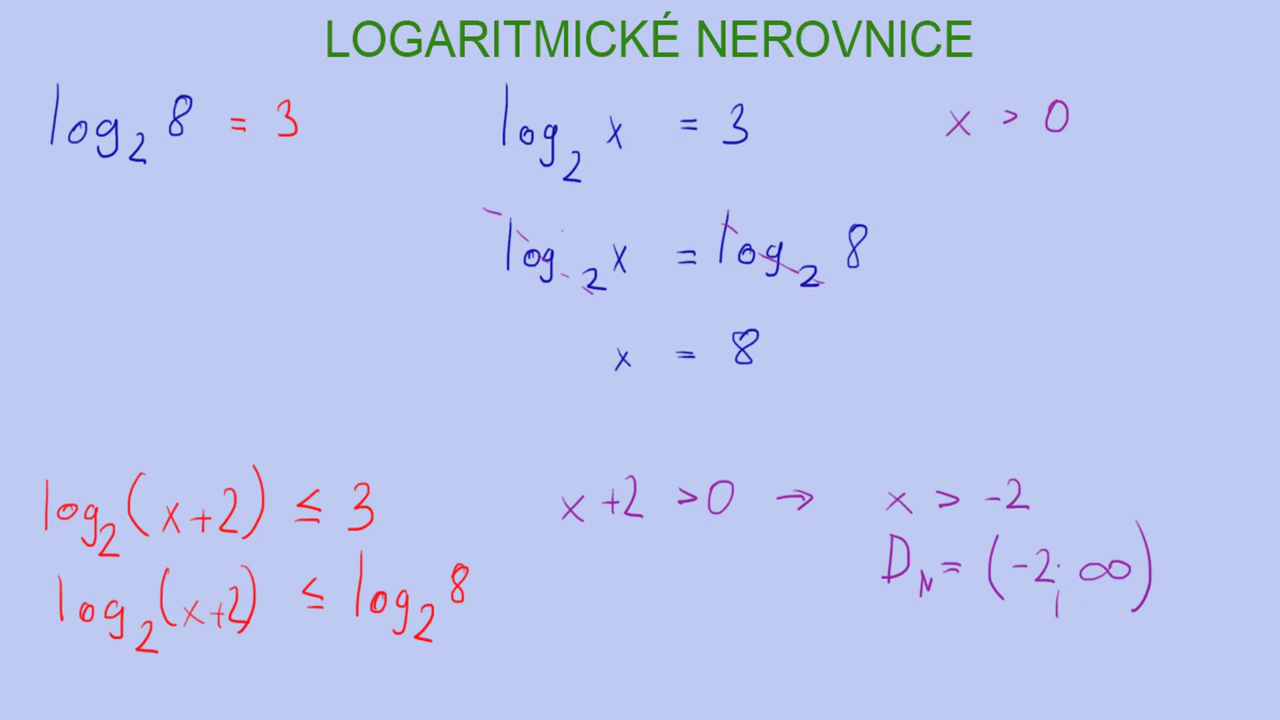 LOGARITMICKÉ NEROVNICE
log₂ 8 = 3
log₂ x = 3
x > 0
log₂ x = log₂ 8
x = 8
log₂(x+2) ≤ 3
x+2 > 0 → x > -2
log₂(x+2) ≤ log₂ 8
D_N = (-2; ∞)